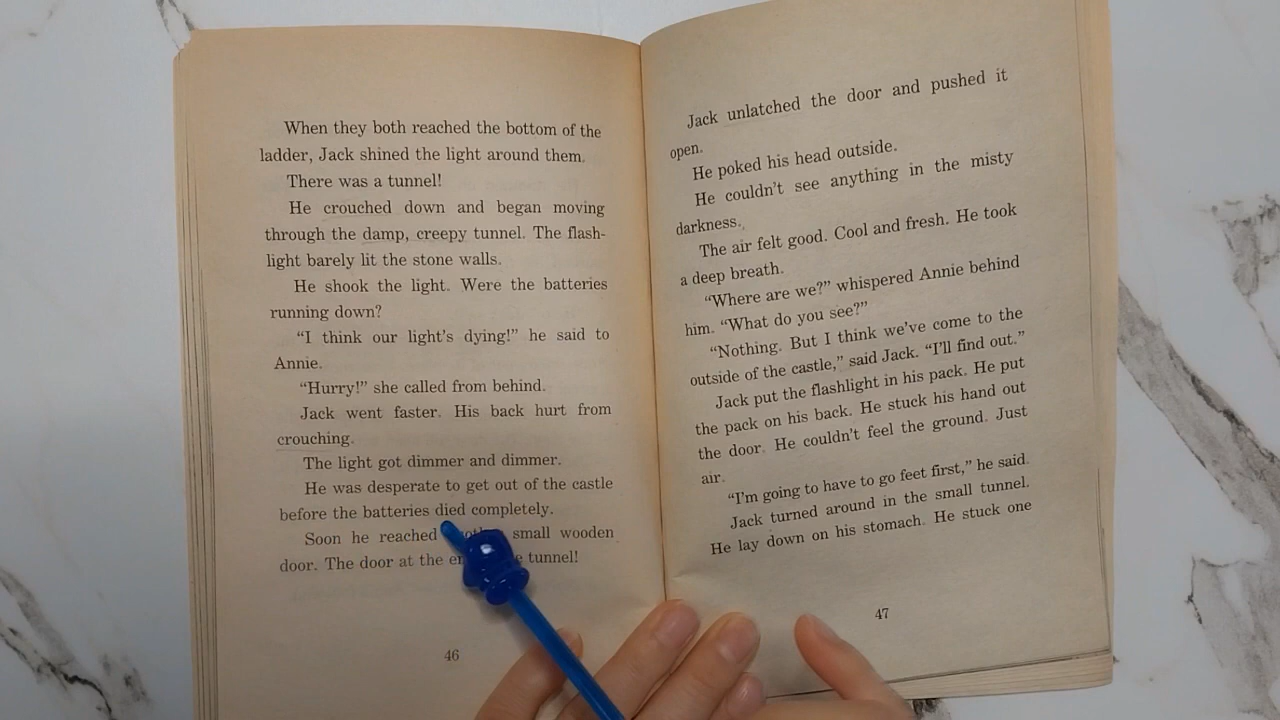 When they both reached the bottom of the
ladder, Jack shined the light around them.
There was a tunnel!
He crouched down and began moving
through the damp, creepy tunnel. The flash-
light barely lit the stone walls.
He shook the light. Were the batteries
running down?
“I think our light’s dying!” he said to
Annie.
“Hurry!” she called from behind.
Jack went faster. His back hurt from
crouching.
The light got dimmer and dimmer.
He was desperate to get out of the castle
before the batteries died completely.
Soon he reached small wooden
door. The door at the tunnel!
46
Jack unlatched the door and pushed it
open.
He poked his head outside.
He couldn’t see anything in the misty
darkness.
The air felt good. Cool and fresh. He took
a deep breath.
“Where are we?” whispered Annie behind
him. “What do you see?”
“Nothing. But I think we’ve come to the
outside of the castle,” said Jack. “I’ll find out.”
Jack put the flashlight in his pack. He put
the pack on his back. He stuck his hand out
the door. He couldn’t feel the ground. Just
air.
“I’m going to have to go feet first,” he said.
Jack turned around in the small tunnel.
He lay down on his stomach. He stuck one
47